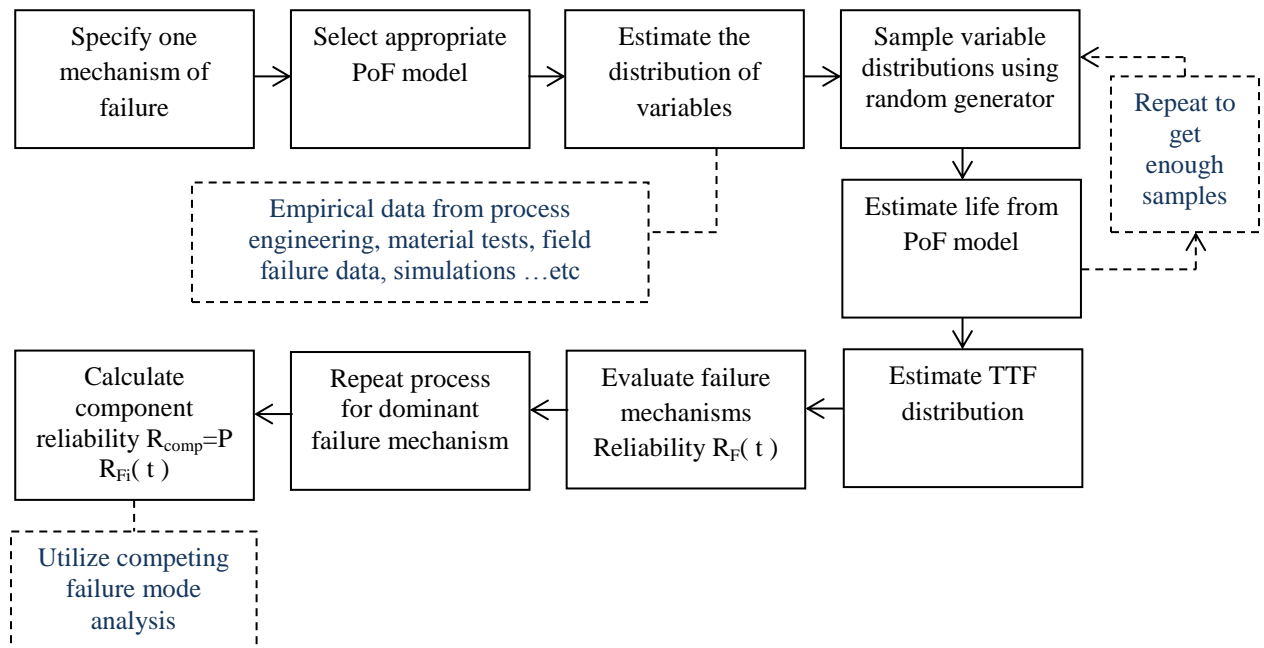 Specify one
mechanism of
failure
Select appropriate
PoF model
Estimate the
distribution of
variables
Sample variable
distributions using
random generator
Repeat to
get
enough
samples
Empirical data from process
engineering, material tests, field
failure data, simulations …etc
Estimate life from
PoF model
Estimate TTF
distribution
Evaluate failure
mechanisms
Reliability R_F( t )
Repeat process
for dominant
failure mechanism
Calculate
component
reliability R_comp=P
R_Fi( t )
Utilize competing
failure mode
analysis